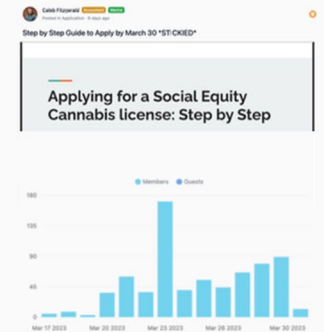 Caleb Fitzgerald
Posted in Application · 9 days ago
Step by Step Guide to Apply by March 30 *STICKIED*
Applying for a Social Equity
Cannabis license: Step by Step
Members Guests
180
135
90
45
0
Mar 17 2023 Mar 20 2023 Mar 23 2023 Mar 26 2023 Mar 30 2023